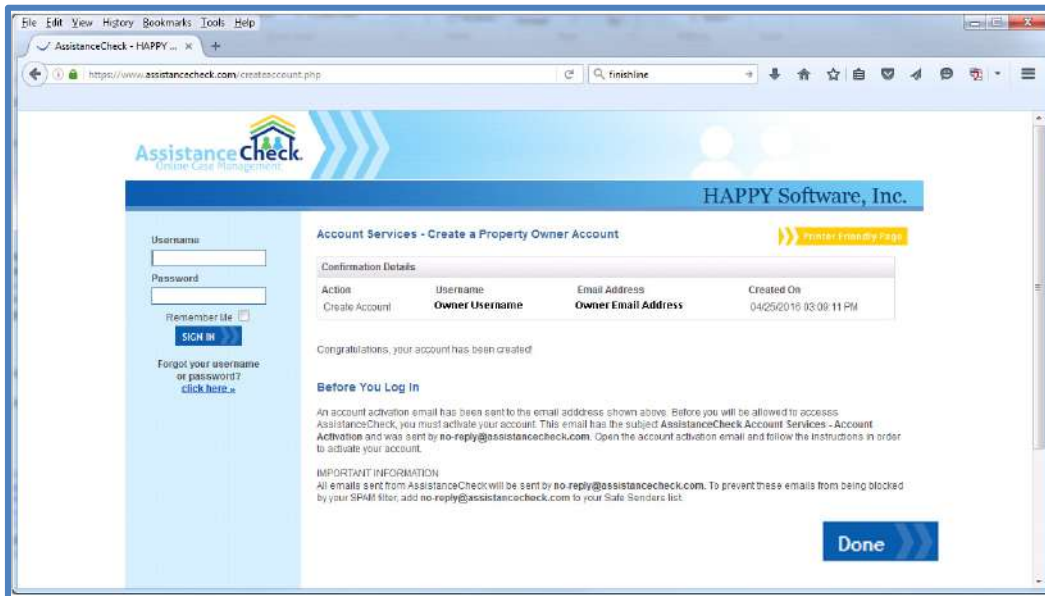 File Edit View History Bookmarks Tools Help
AssistanceCheck - HAPPY ... × +
https://www.assistancecheck.com/createaccount.php
finishline
AssistanceCheck.
Online Case Management
HAPPY Software, Inc.
Username
Password
Remember Me
SIGN IN
Forgot your username
or password?
click here »
Account Services - Create a Property Owner Account
Printer Friendly Page
Confirmation Details
Action Username Email Address Created On
Create Account Owner Username Owner Email Address 04/25/2016 03:09:11 PM
Congratulations, your account has been created!
Before You Log In
An account activation email has been sent to the email adddress shown above. Before you will be allowed to accesss
AssistanceCheck, you must activate your account. This email has the subject AssistanceCheck Account Services - Account
Activation and was sent by no-reply@assistancecheck.com. Open the account activation email and follow the instructions in order
to activate your account.
IMPORTANT INFORMATION
All emails sent from AssistanceCheck will be sent by no-reply@assistancecheck.com. To prevent these emails from being blocked
by your SPAM filter, add no-reply@assistancecheck.com to your Safe Senders list.
Done